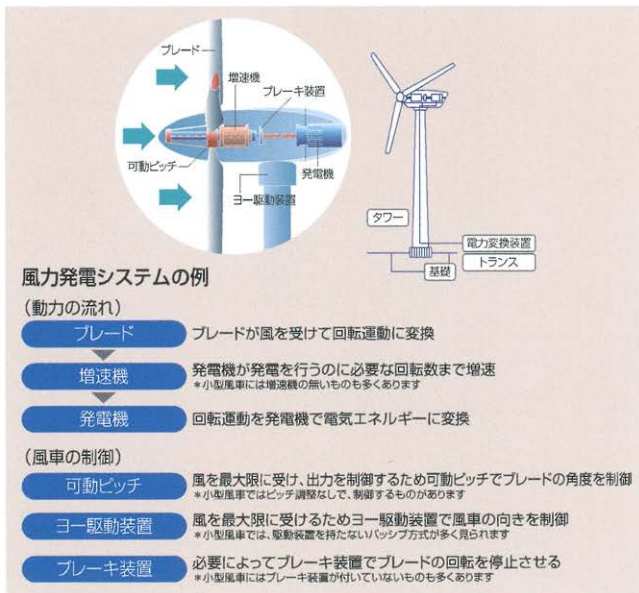 ブレード
増速機
ブレーキ装置
可動ピッチ
発電機
ヨー駆動装置
タワー
電力変換装置
トランス
基礎
風力発電システムの例
(動力の流れ)
ブレード
ブレードが風を受けて回転運動に変換
増速機
発電機が発電を行うのに必要な回転数まで増速
*小型風車には増速機の無いものも多くあります
発電機
回転運動を発電機で電気エネルギーに変換
(風車の制御)
可動ピッチ
風を最大限に受け、出力を制御するため可動ピッチでブレードの角度を制御
*小型風車ではピッチ調整なしで、制御するものがあります
ヨー駆動装置
風を最大限に受けるためヨー駆動装置で風車の向きを制御
*小型風車では、駆動装置を持たないパッシブ方式が多く見られます
ブレーキ装置
必要によってブレーキ装置でブレードの回転を停止させる
*小型風車にはブレーキ装置が付いていないものも多くあります